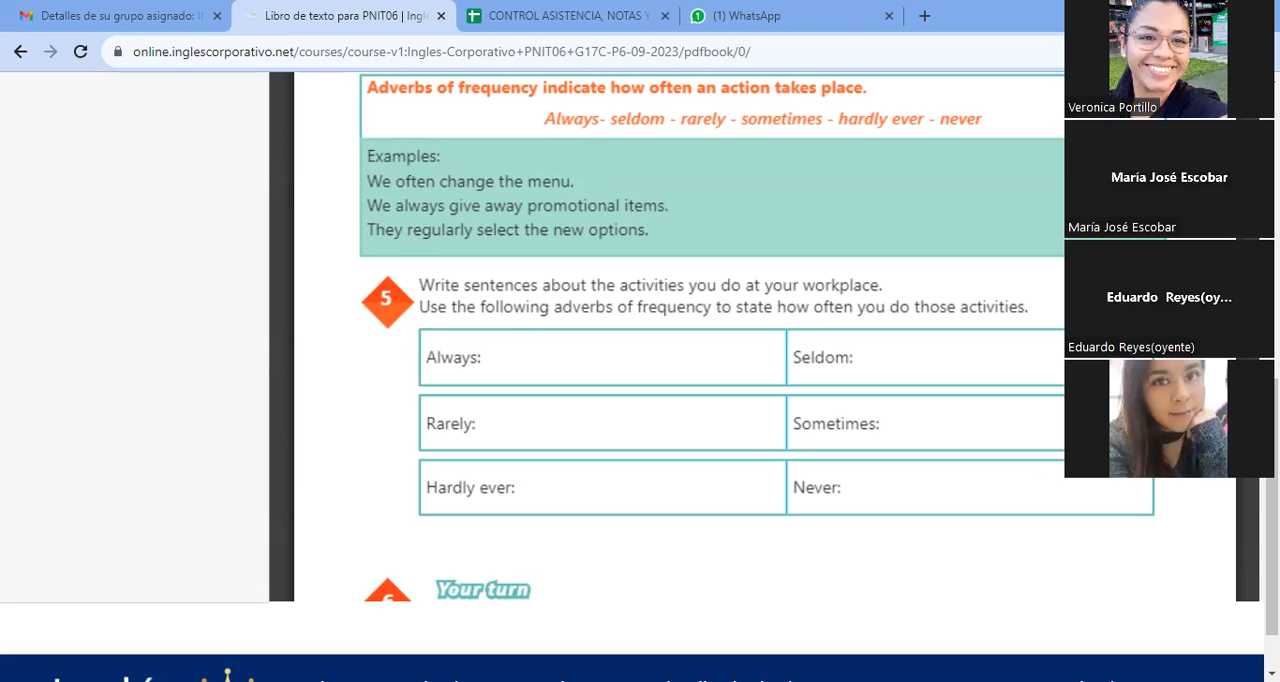 Detalles de su grupo asignado: I
Libro de texto para PNIT06 | Ingle
CONTROL ASISTENCIA, NOTAS Y
(1) WhatsApp
online.inglescorporativo.net/courses/course-v1:Ingles-Corporativo+PNIT06+G17C-P6-09-2023/pdfbook/0/
Adverbs of frequency indicate how often an action takes place.
Always- seldom - rarely - sometimes - hardly ever - never
Examples:
We often change the menu.
We always give away promotional items.
They regularly select the new options.
5
Write sentences about the activities you do at your workplace.
Use the following adverbs of frequency to state how often you do those activities.
Always:
Seldom:
Rarely:
Sometimes:
Hardly ever:
Never:
6
Your turn
Veronica Portillo
María José Escobar
María José Escobar
Eduardo Reyes(oy...
Eduardo Reyes(oyente)